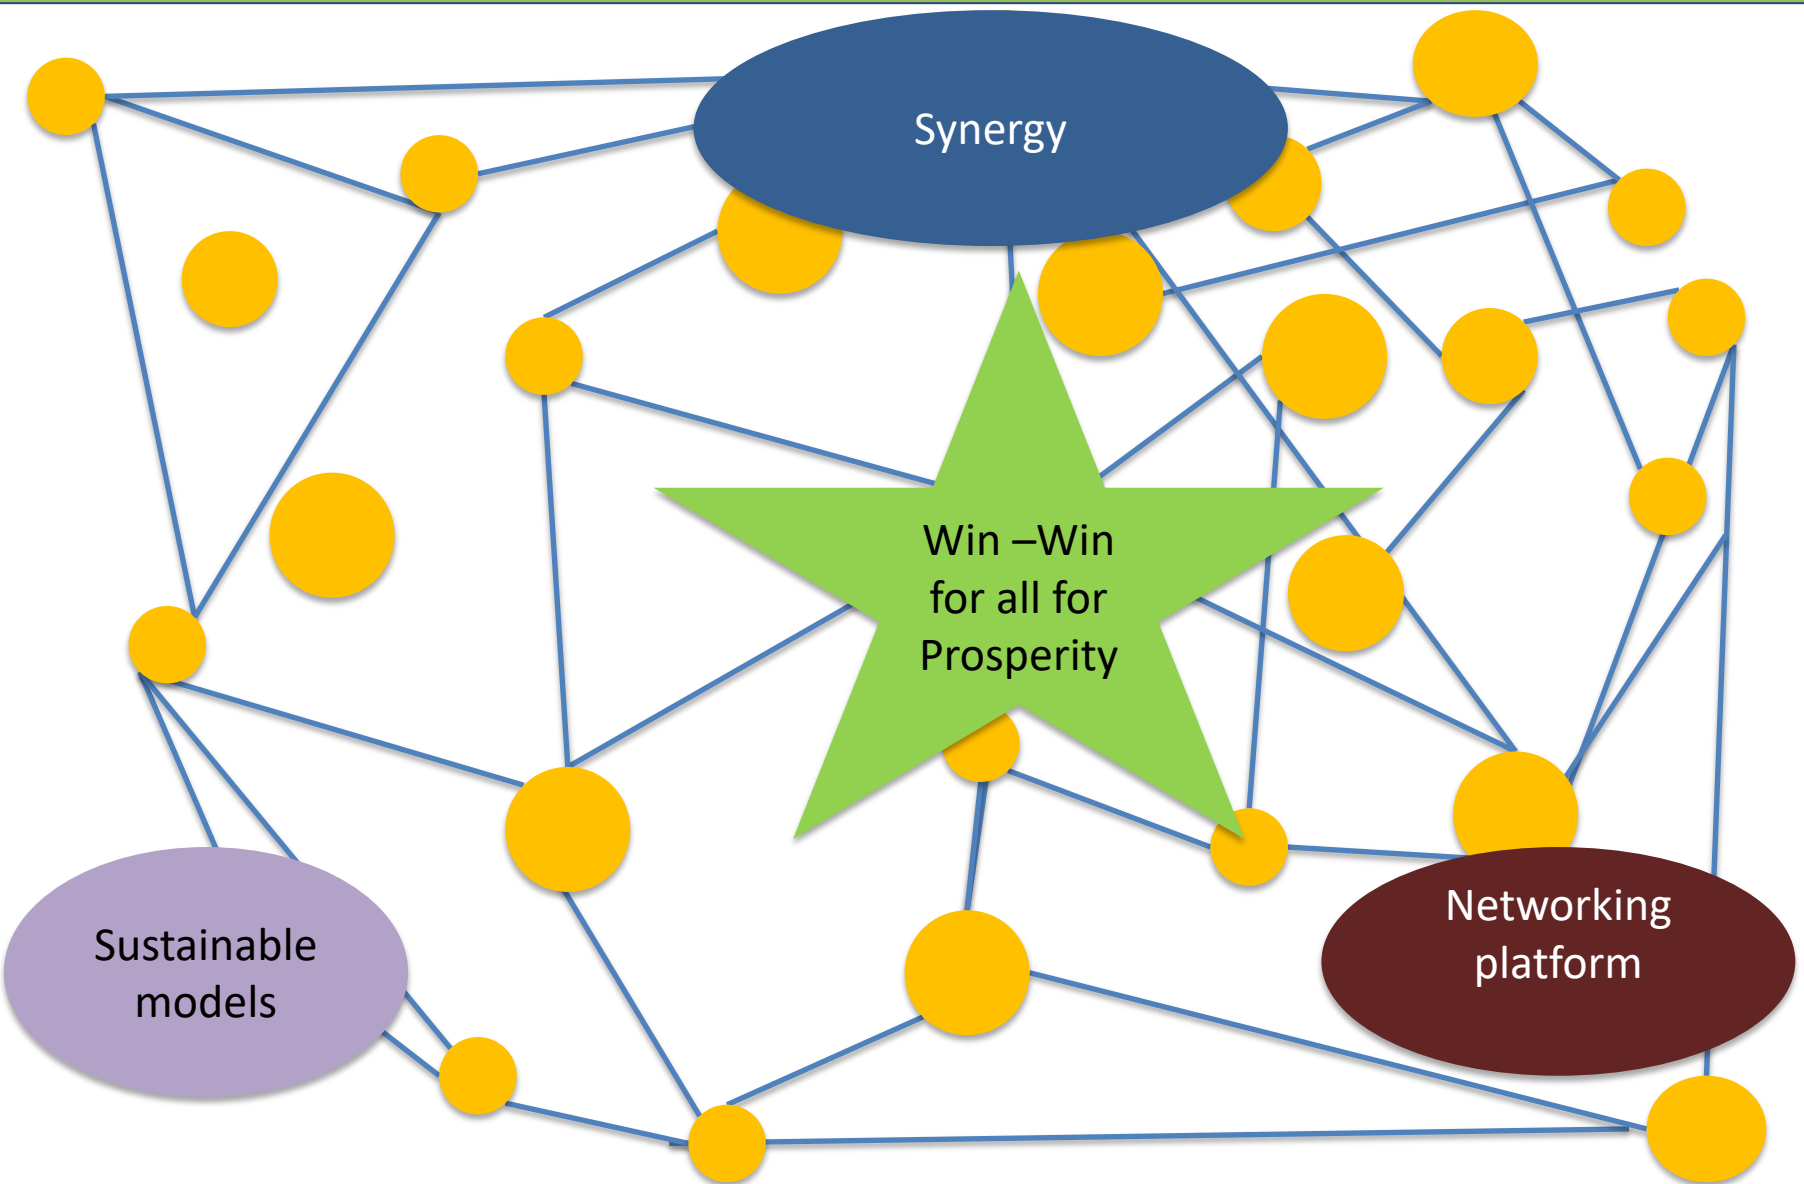 Synergy
Win –Win
for all for
Prosperity
Sustainable
models
Networking
platform